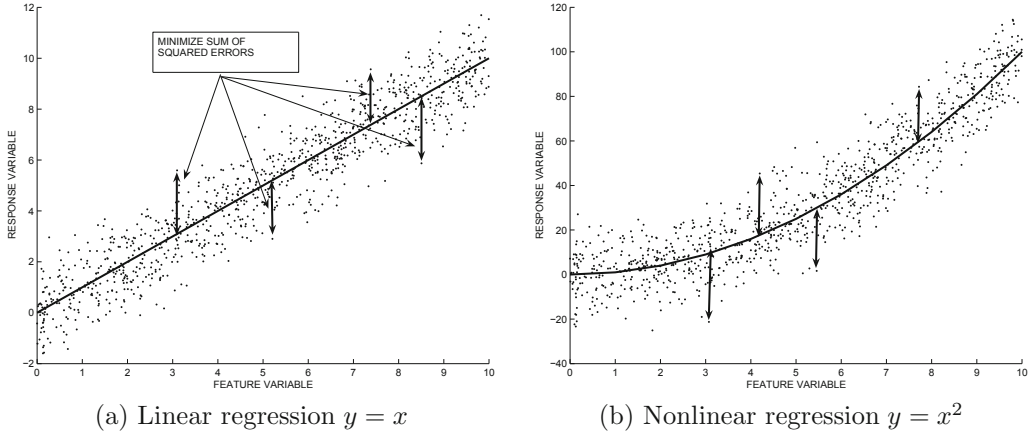 MINIMIZE SUM OF
SQUARED ERRORS
RESPONSE VARIABLE
12
10
8
6
4
2
0
−2
0 1 2 3 4 5 6 7 8 9 10
FEATURE VARIABLE
(a) Linear regression y = x
RESPONSE VARIABLE
120
100
80
60
40
20
0
−20
−40
0 1 2 3 4 5 6 7 8 9 10
FEATURE VARIABLE
(b) Nonlinear regression y = x²